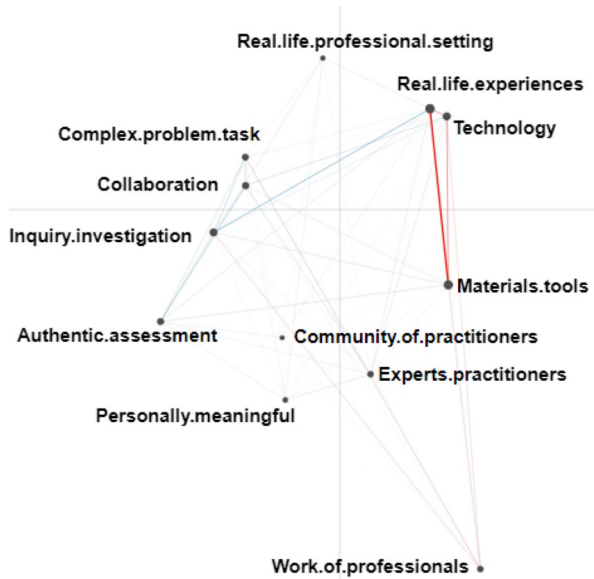 Real.life.professional.setting
Real.life.experiences
Technology
Complex.problem.task
Collaboration
Inquiry.investigation
Materials.tools
Authentic.assessment
Community.of.practitioners
Experts.practitioners
Personally.meaningful
Work.of.professionals